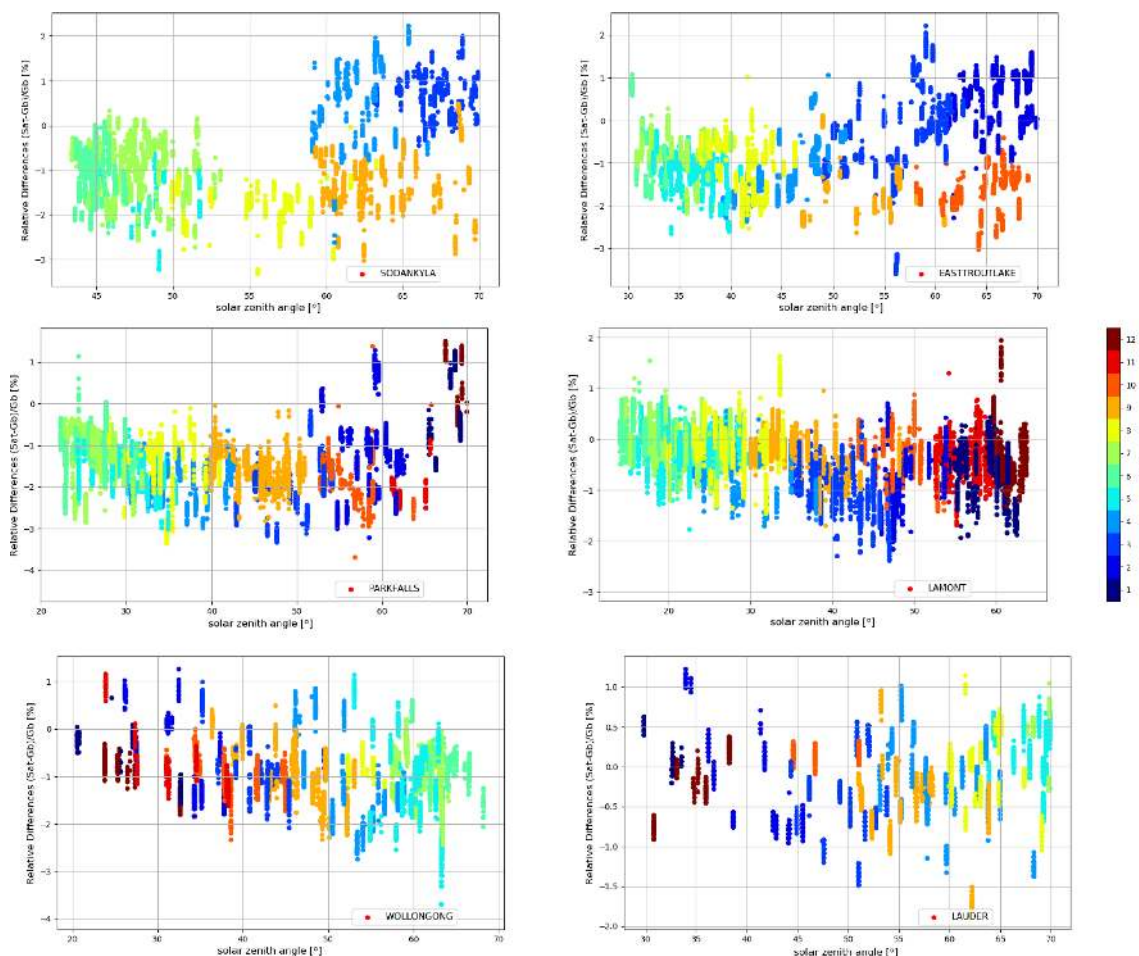 Relative Differences (Sat-Gb)/Gb [%]
2
1
0
−1
−2
−3
SODANKYLA
45 50 55 60 65 70
solar zenith angle [°]
Relative Differences (Sat-Gb)/Gb [%]
2
1
0
−1
−2
−3
EASTTROUTLAKE
30 35 40 45 50 55 60 65 70
solar zenith angle [°]
Relative Differences (Sat-Gb)/Gb [%]
1
0
−1
−2
−3
−4
PARKFALLS
20 30 40 50 60 70
solar zenith angle [°]
Relative Differences (Sat-Gb)/Gb [%]
2
1
0
−1
−2
−3
LAMONT
20 30 40 50 60
solar zenith angle [°]
12
11
10
9
8
7
6
5
4
3
2
1
Relative Differences (Sat-Gb)/Gb [%]
1
0
−1
−2
−3
−4
WOLLONGONG
20 30 40 50 60 70
solar zenith angle [°]
Relative Differences (Sat-Gb)/Gb [%]
1.0
0.5
0.0
−0.5
−1.0
−1.5
−2.0
LAUDER
30 35 40 45 50 55 60 65 70
solar zenith angle [°]